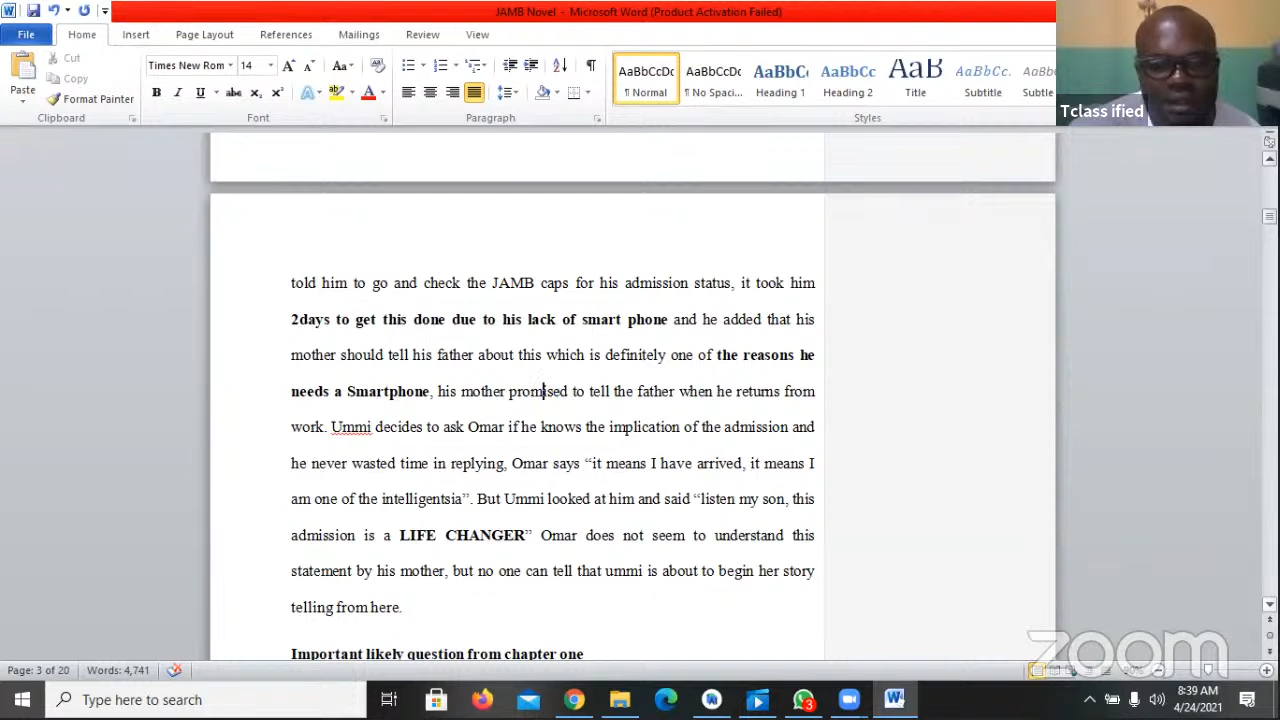 JAMB Novel - Microsoft Word (Product Activation Failed)
File Home Insert Page Layout References Mailings Review View
Cut
Copy
Format Painter
Paste
Times New Rom 14
AaBbCcDc AaBbCcDc AaBbCc AaBbCc AaB AaBbCc. AaBbCcDc
¶ Normal ¶ No Spaci... Heading 1 Heading 2 Title Subtitle Subtle
Clipboard Font Paragraph Styles
Tclass ified
told him to go and check the JAMB caps for his admission status, it took him
2days to get this done due to his lack of smart phone and he added that his
mother should tell his father about this which is definitely one of the reasons he
needs a Smartphone, his mother promised to tell the father when he returns from
work. Ummi decides to ask Omar if he knows the implication of the admission and
he never wasted time in replying, Omar says “it means I have arrived, it means I
am one of the intelligentsia”. But Ummi looked at him and said “listen my son, this
admission is a LIFE CHANGER” Omar does not seem to understand this
statement by his mother, but no one can tell that ummi is about to begin her story
telling from here.
Important likely question from chapter one
zoom
Page: 3 of 20 Words: 4,741
Type here to search
3
8:39 AM
4/24/2021